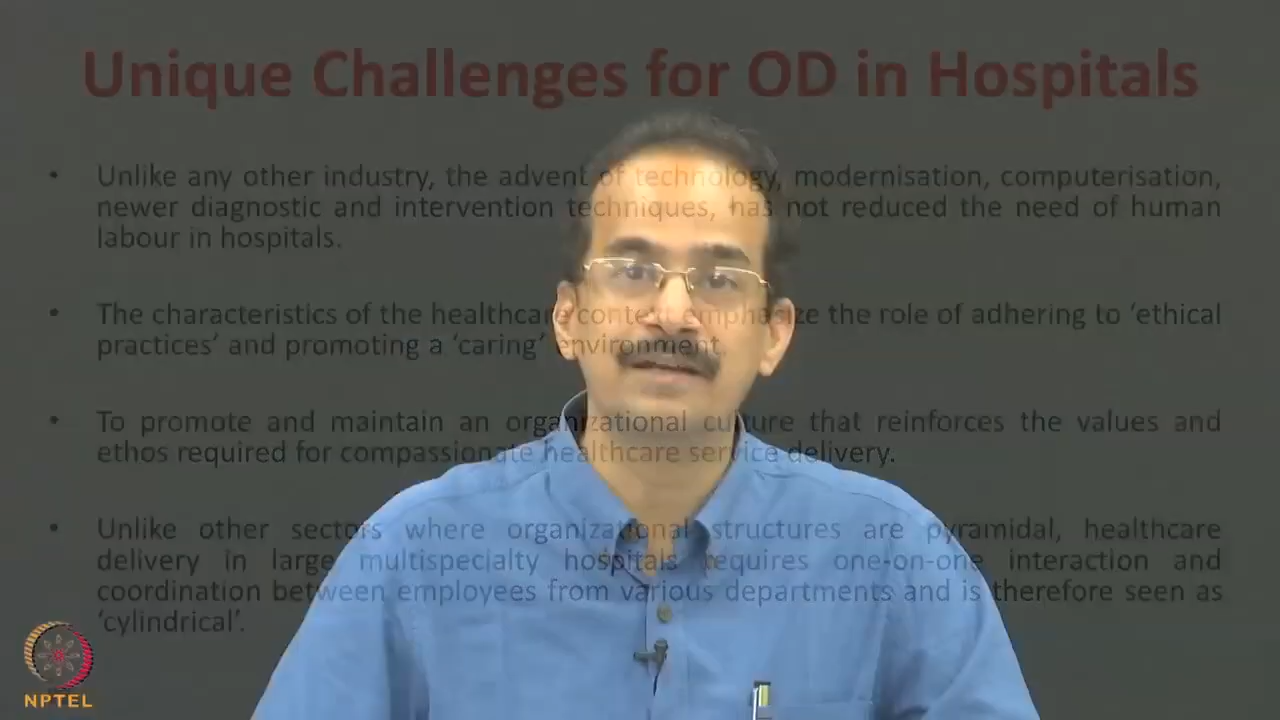 Unique Challenges for OD in Hospitals
• Unlike any other industry, the advent of technology, modernisation, computerisation,
newer diagnostic and intervention techniques, has not reduced the need of human
labour in hospitals.
• The characteristics of the healthcare context emphasize the role of adhering to ‘ethical
practices’ and promoting a ‘caring’ environment.
• To promote and maintain an organizational culture that reinforces the values and
ethos required for compassionate healthcare service delivery.
• Unlike other sectors where organizational structures are pyramidal, healthcare
delivery in large multispecialty hospitals requires one-on-one interaction and
coordination between employees from various departments and is therefore seen as
‘cylindrical’.
NPTEL